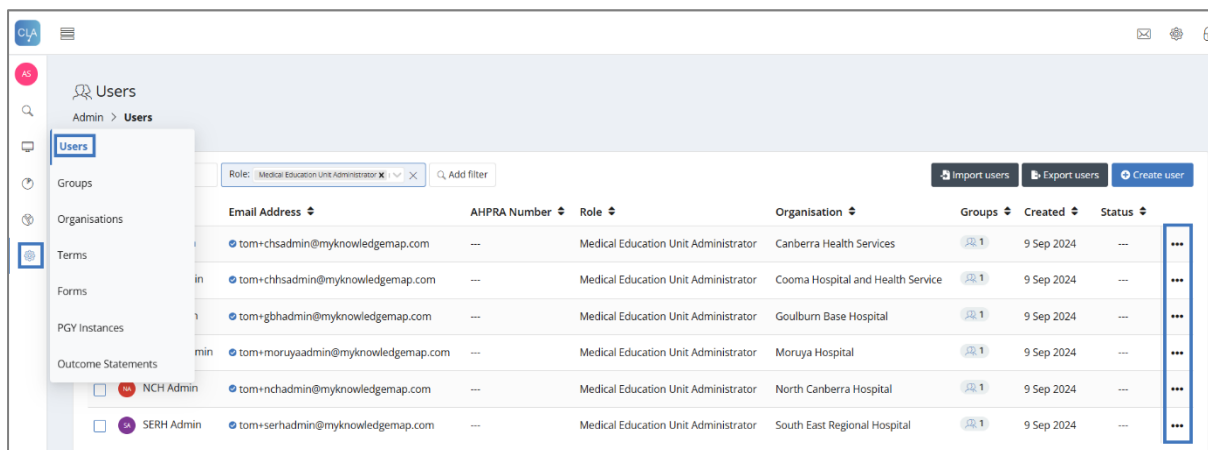 CLA
AS
Users
Admin > Users
Users
Groups
Organisations
Terms
Forms
PGY Instances
Outcome Statements
Role: Medical Education Unit Administrator x
Add filter
Import users
Export users
Create user
Email Address AHPRA Number Role Organisation Groups Created Status
tom+chsadmin@myknowledgemap.com --- Medical Education Unit Administrator Canberra Health Services 1 9 Sep 2024 --- •••
in tom+chhsadmin@myknowledgemap.com --- Medical Education Unit Administrator Cooma Hospital and Health Service 1 9 Sep 2024 --- •••
tom+gbhadmin@myknowledgemap.com --- Medical Education Unit Administrator Goulburn Base Hospital 1 9 Sep 2024 --- •••
min tom+moruyaadmin@myknowledgemap.com --- Medical Education Unit Administrator Moruya Hospital 1 9 Sep 2024 --- •••
NA NCH Admin tom+nchadmin@myknowledgemap.com --- Medical Education Unit Administrator North Canberra Hospital 1 9 Sep 2024 --- •••
SA SERH Admin tom+serhadmin@myknowledgemap.com --- Medical Education Unit Administrator South East Regional Hospital 1 9 Sep 2024 --- •••